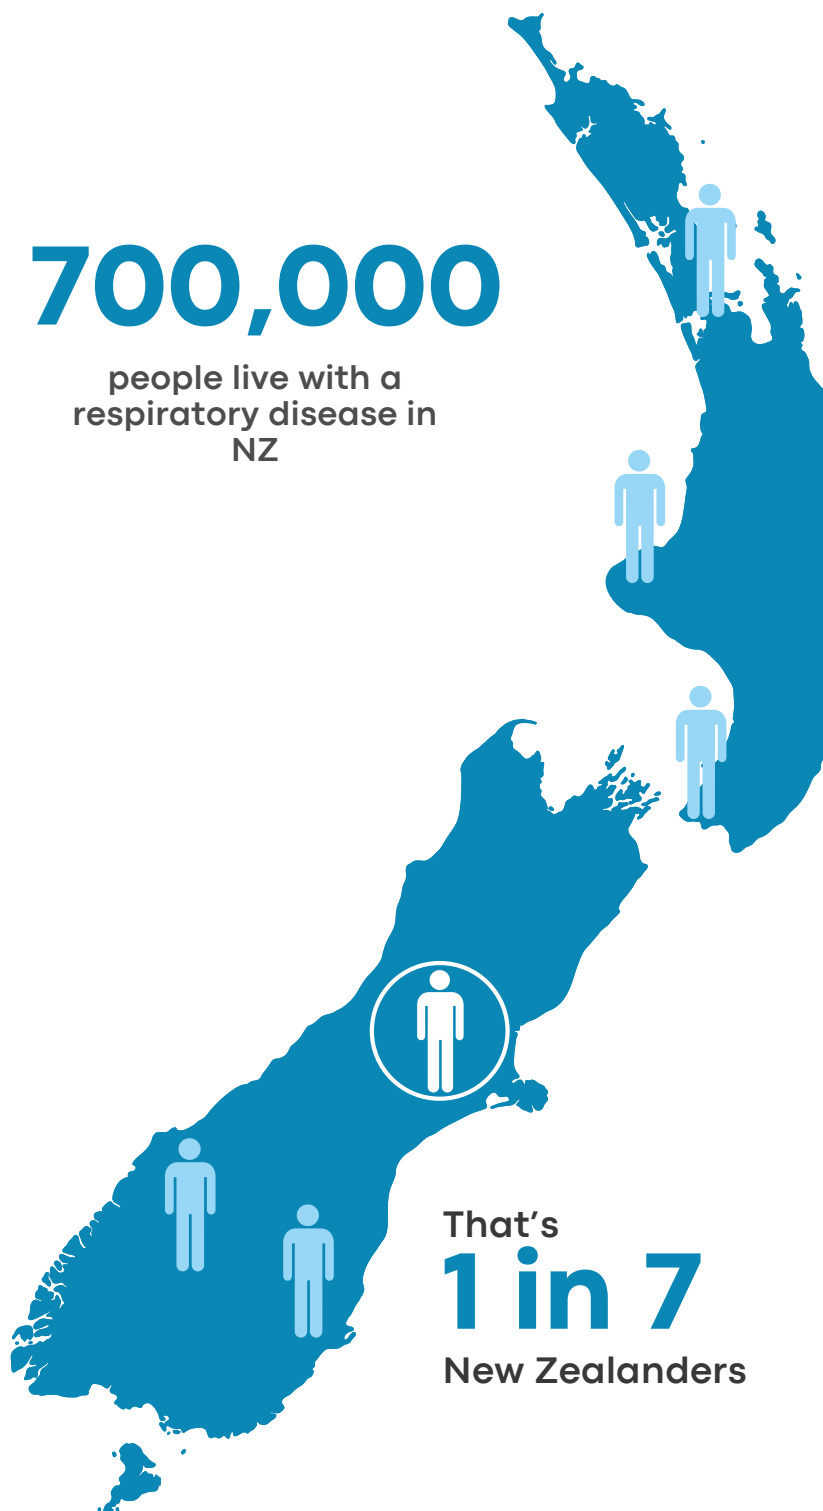 700,000
people live with a
respiratory disease in
NZ
That’s
1 in 7
New Zealanders